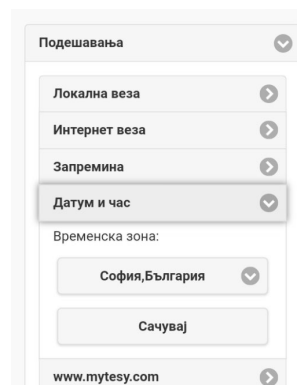 Подешавања
Локална веза
Интернет веза
Запремина
Датум и час
Временска зона:
София,България
Сачувај
www.mytesy.com